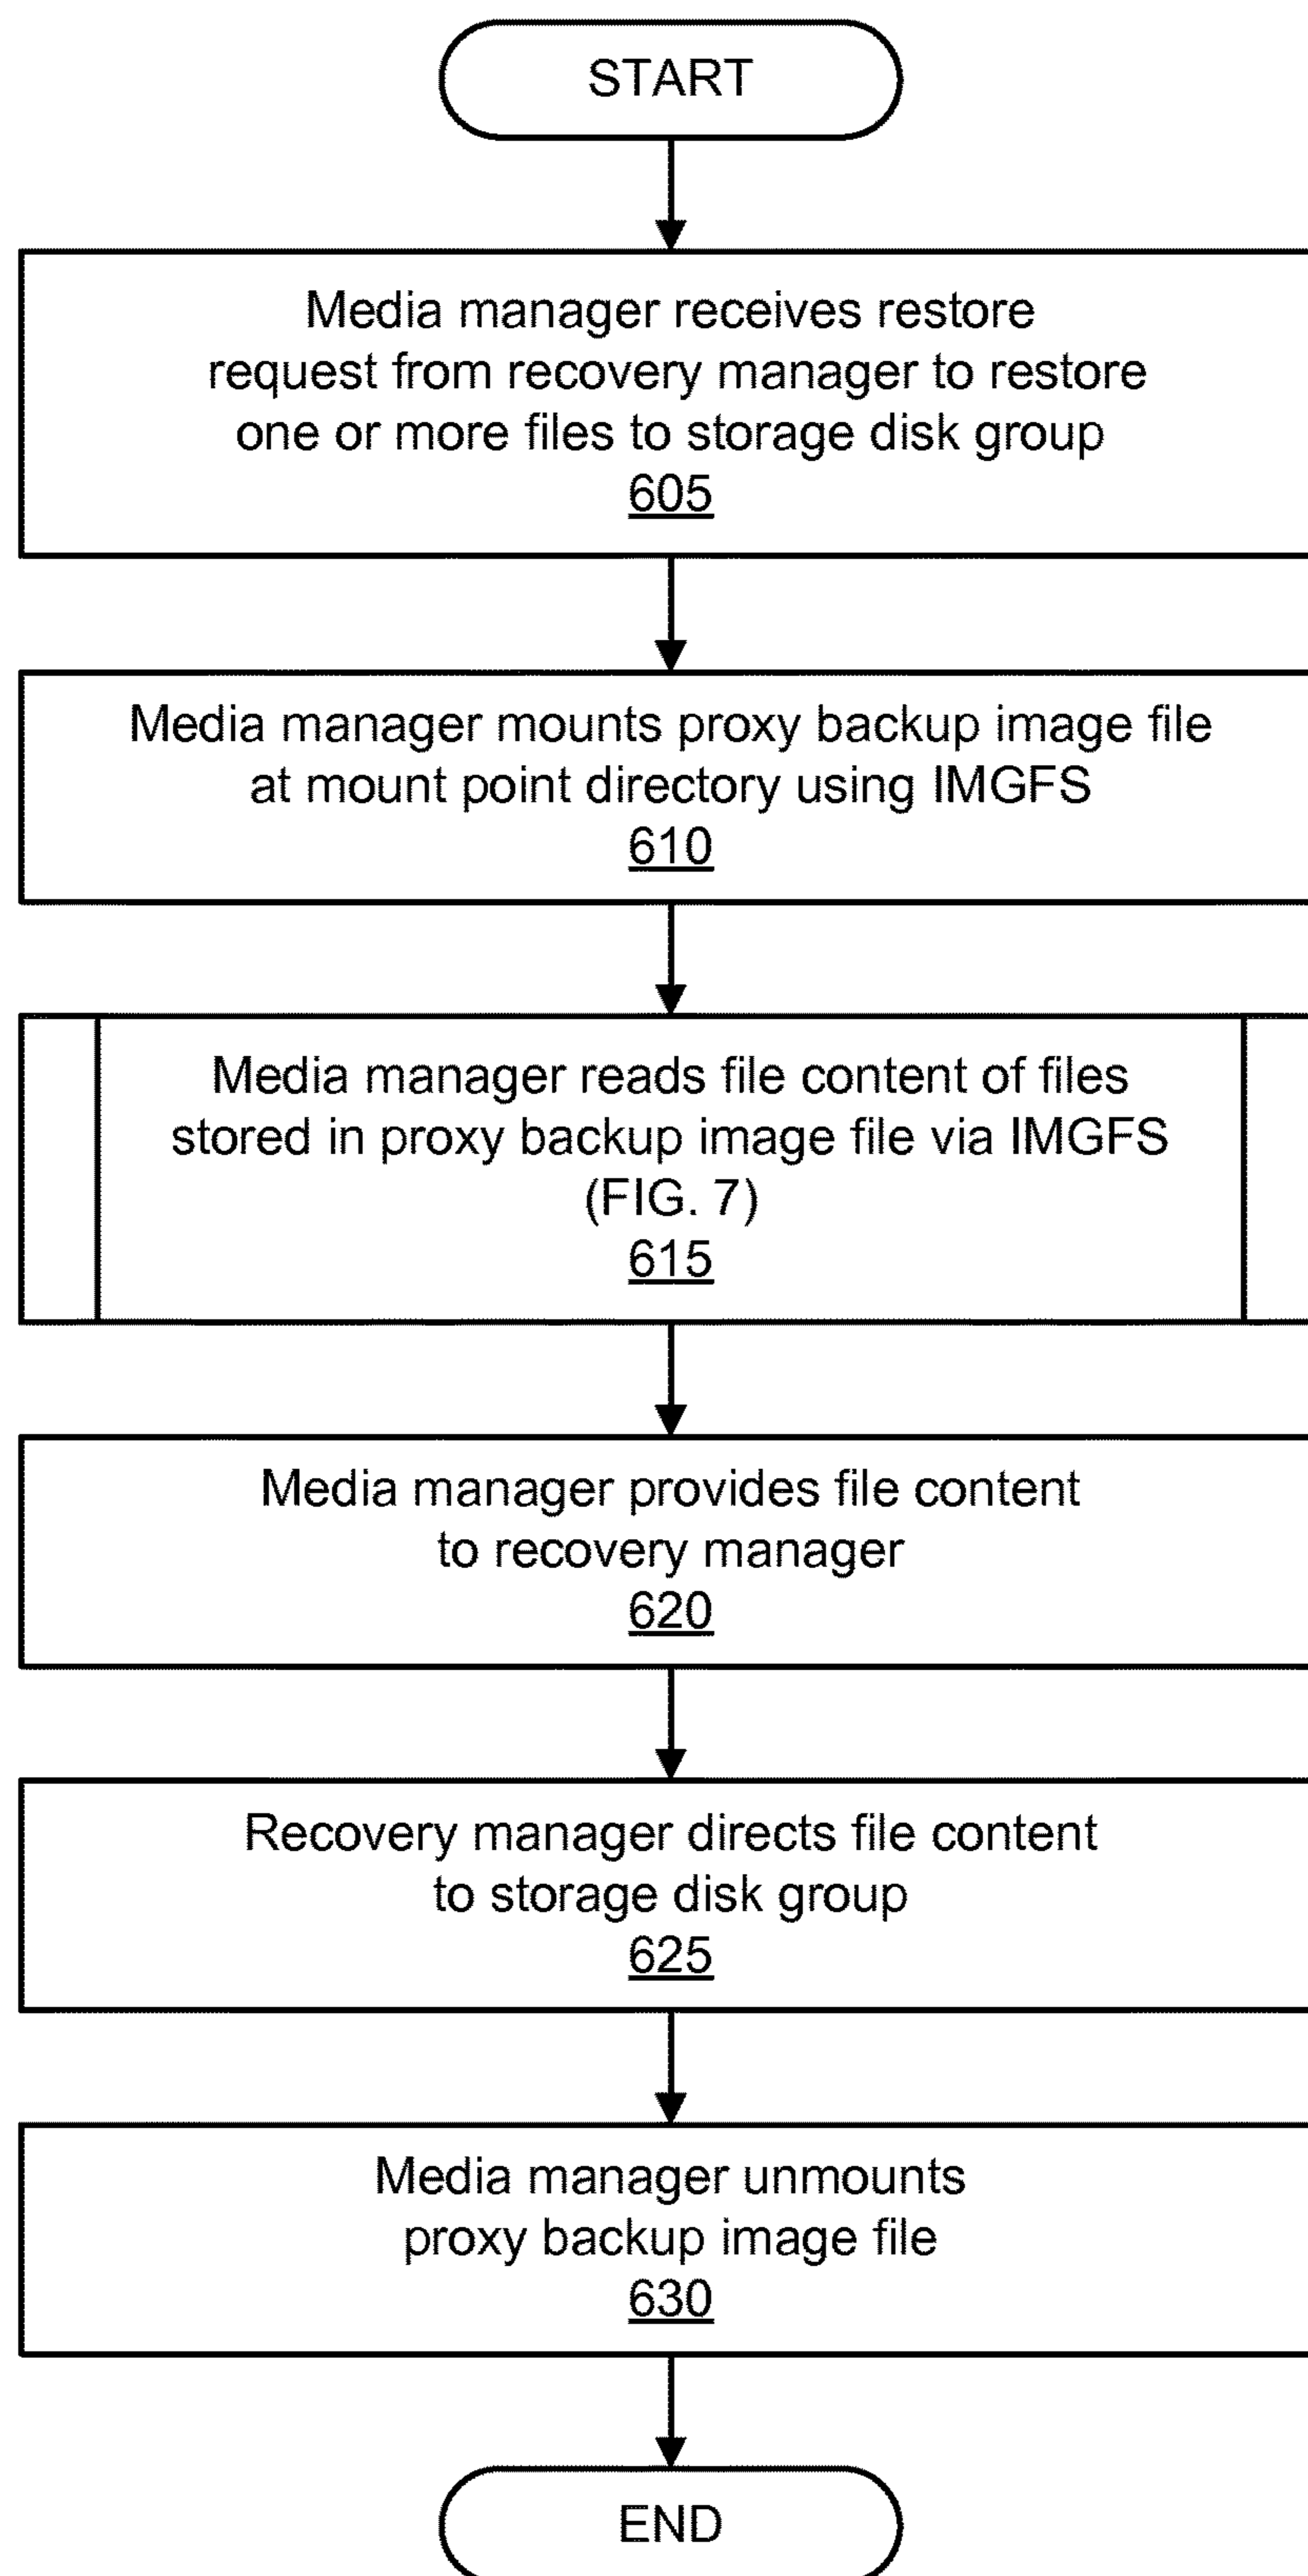 START
Media manager receives restore
request from recovery manager to restore
one or more files to storage disk group
605
Media manager mounts proxy backup image file
at mount point directory using IMGFS
610
Media manager reads file content of files
stored in proxy backup image file via IMGFS
(FIG. 7)
615
Media manager provides file content
to recovery manager
620
Recovery manager directs file content
to storage disk group
625
Media manager unmounts
proxy backup image file
630
END